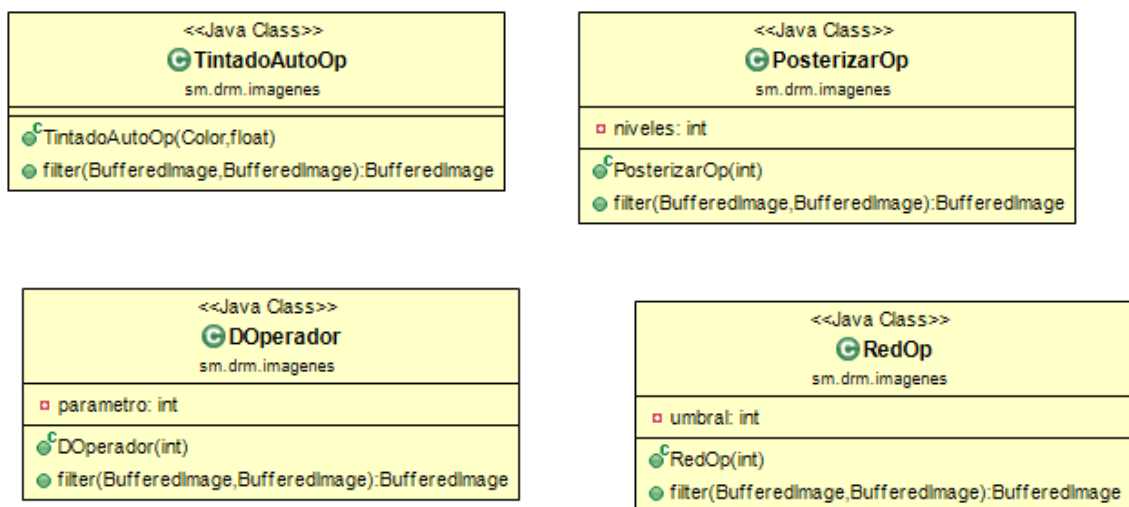 <<Java Class>>
TintadoAutoOp
sm.drm.imagenes
TintadoAutoOp(Color,float)
filter(BufferedImage,BufferedImage):BufferedImage
<<Java Class>>
PosterizarOp
sm.drm.imagenes
niveles: int
PosterizarOp(int)
filter(BufferedImage,BufferedImage):BufferedImage
<<Java Class>>
DOperador
sm.drm.imagenes
parametro: int
DOperador(int)
filter(BufferedImage,BufferedImage):BufferedImage
<<Java Class>>
RedOp
sm.drm.imagenes
umbral: int
RedOp(int)
filter(BufferedImage,BufferedImage):BufferedImage